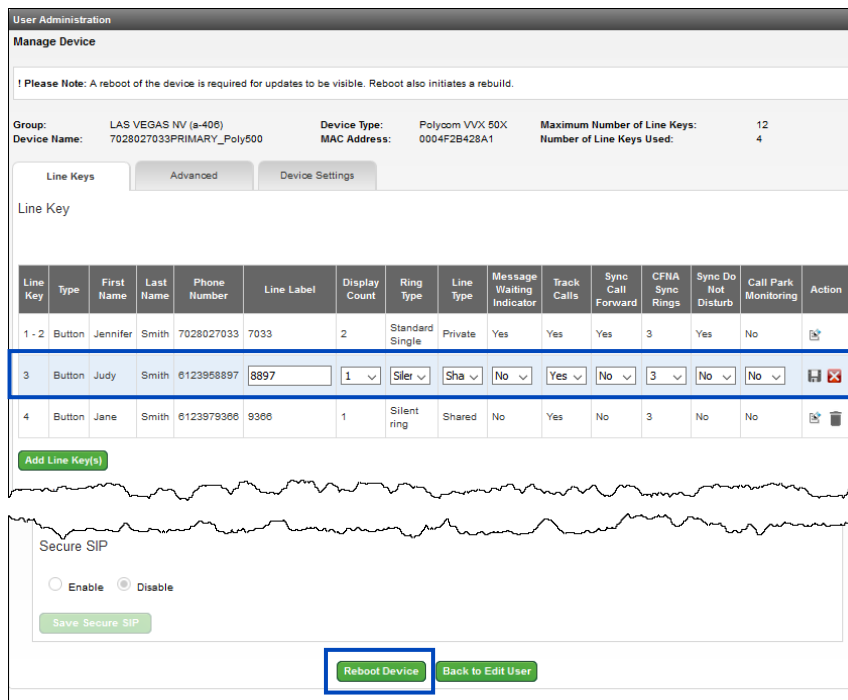 User Administration
Manage Device
! Please Note: A reboot of the device is required for updates to be visible. Reboot also initiates a rebuild.
Group: LAS VEGAS NV (a-406) Device Type: Polycom VVX 50X Maximum Number of Line Keys: 12
Device Name: 7028027033PRIMARY_Poly500 MAC Address: 0004F2B428A1 Number of Line Keys Used: 4
Line Keys Advanced Device Settings
Line Key
Line Key Type First Name Last Name Phone Number Line Label Display Count Ring Type Line Type Message Waiting Indicator Track Calls Sync Call Forward CFNA Sync Rings Sync Do Not Disturb Call Park Monitoring Action
1 - 2 Button Jennifer Smith 7028027033 7033 2 Standard Single Private Yes Yes Yes 3 Yes No
3 Button Judy Smith 6123958897 8897 1 Siler Sha No Yes No 3 No No
4 Button Jane Smith 6123979366 9366 1 Silent ring Shared No Yes No 3 No No
Add Line Key(s)
Secure SIP
Enable Disable
Save Secure SIP
Reboot Device Back to Edit User